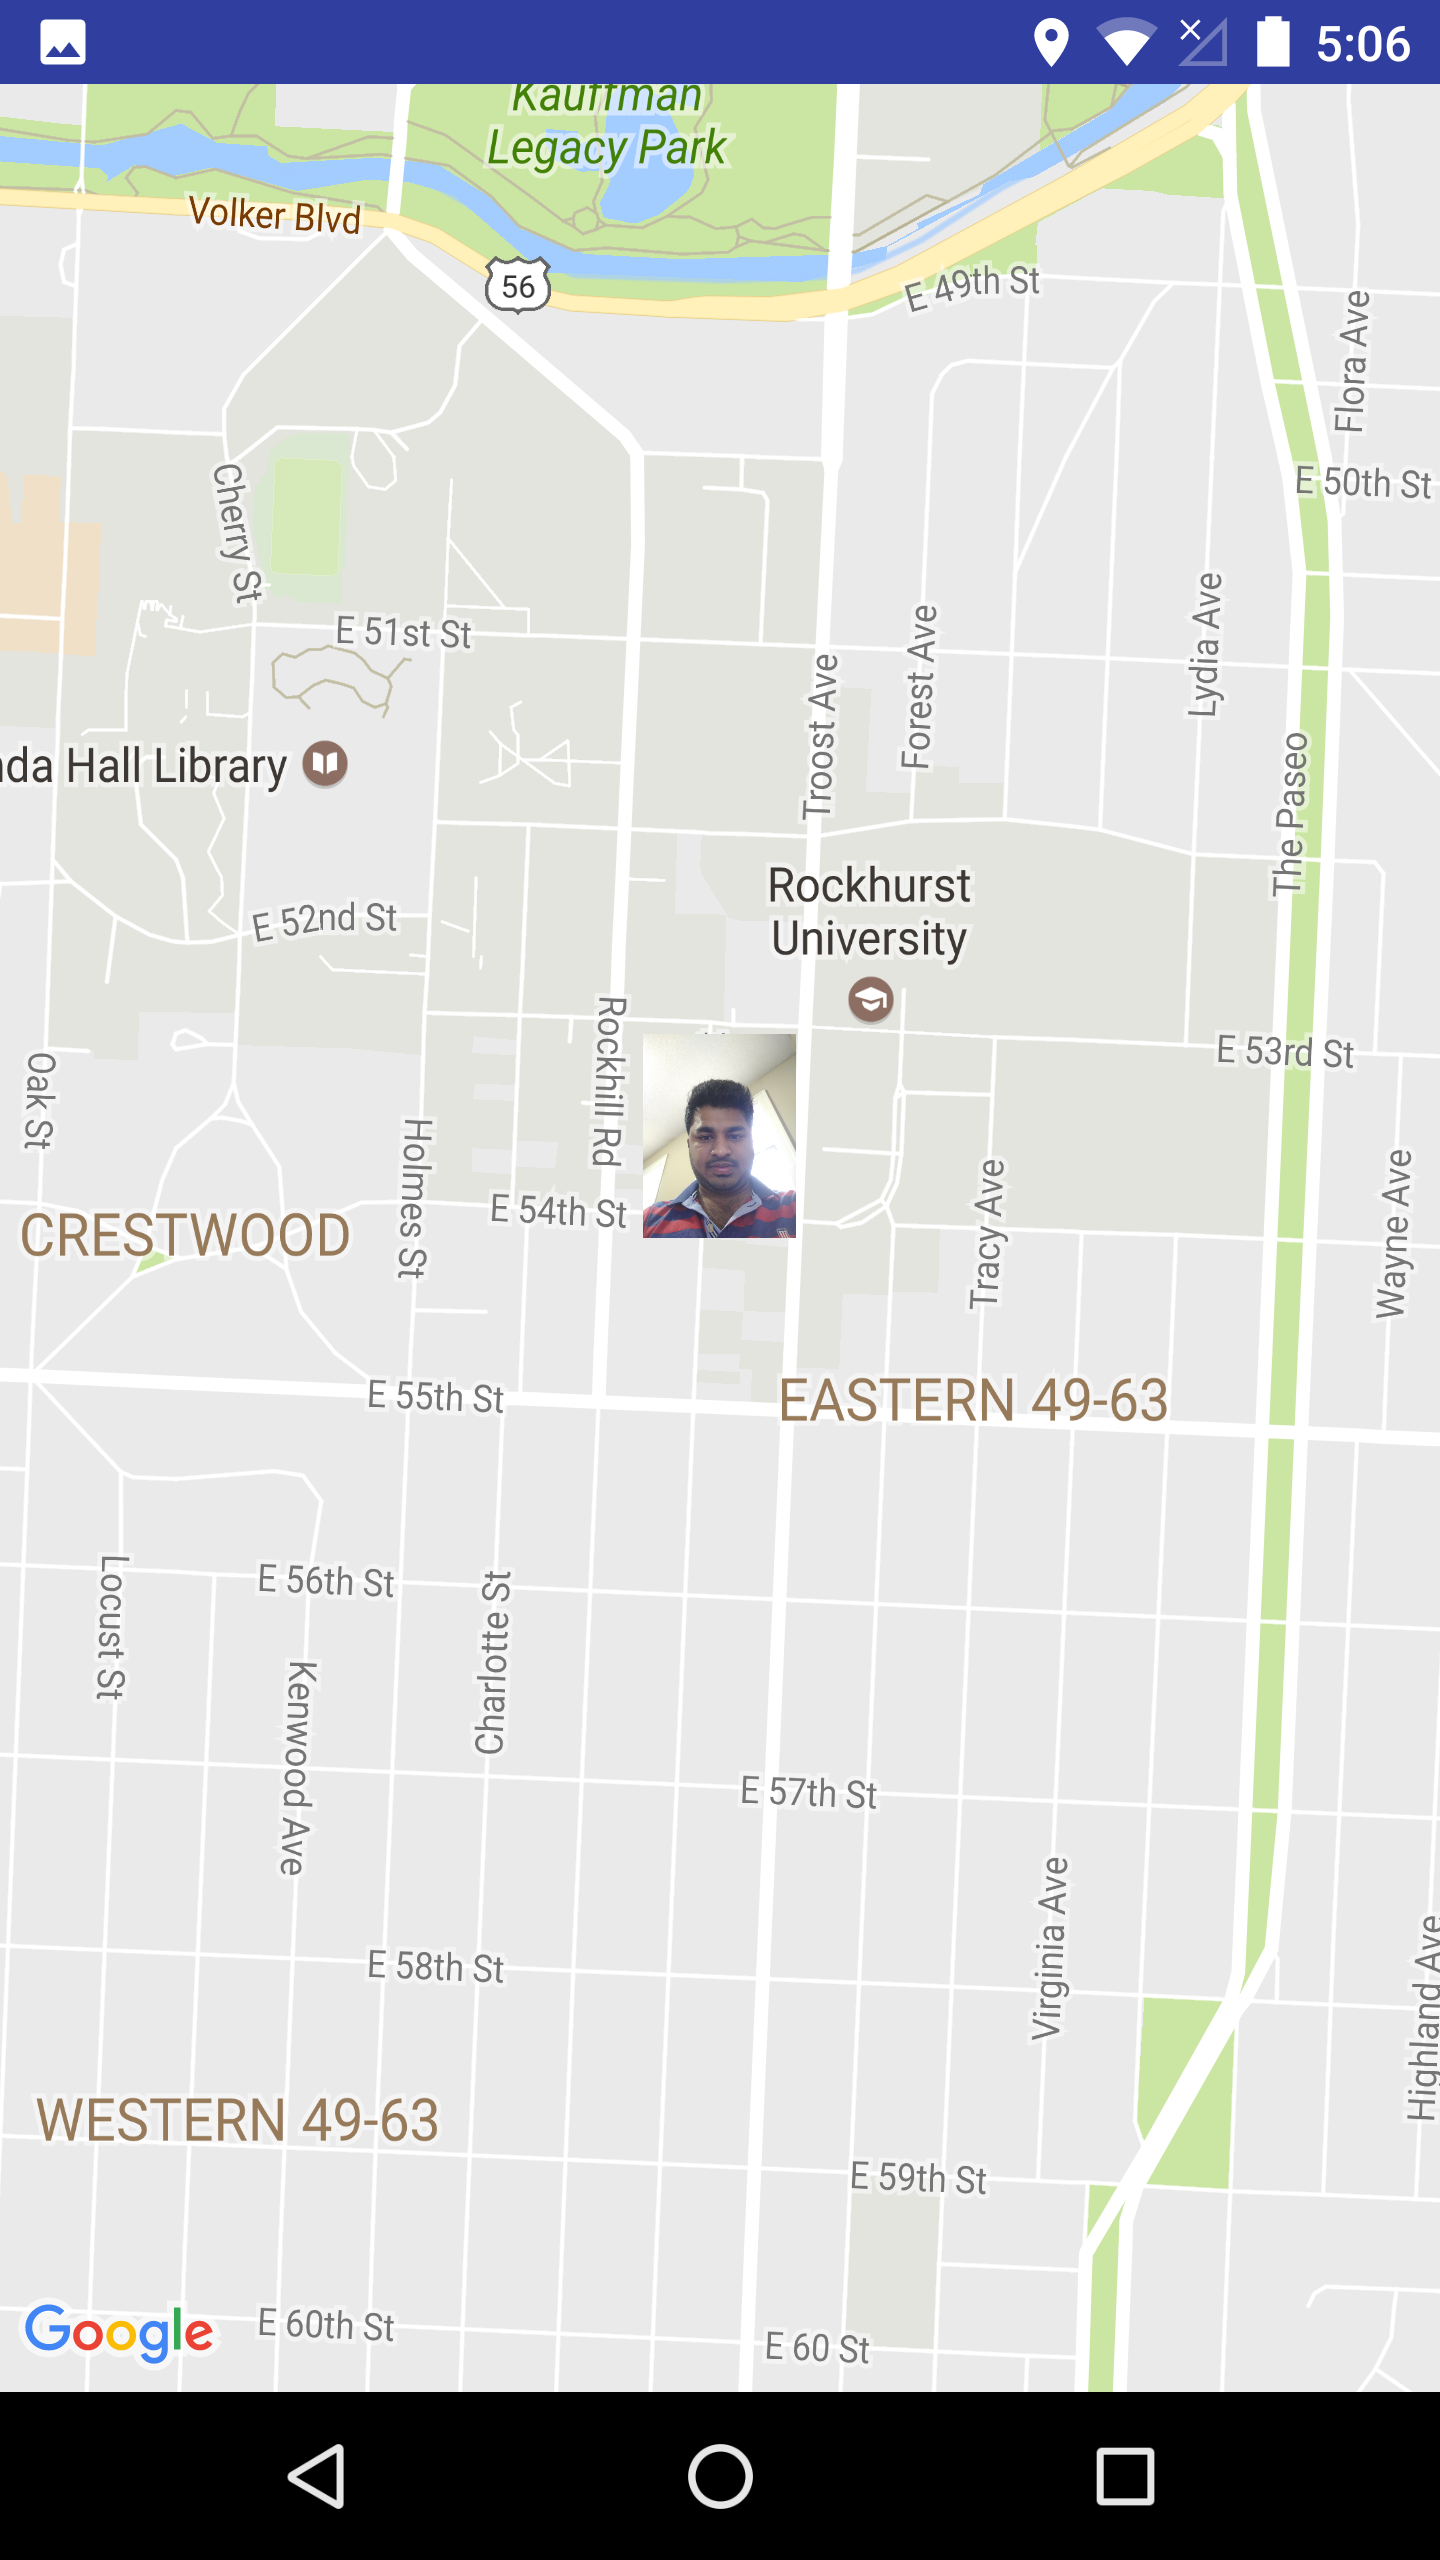 5:06
Kauffman
Legacy Park
Volker Blvd
56
E 49th St
Flora Ave
E 50th St
Cherry St
E 51st St
Lydia Ave
Forest Ave
Troost Ave
nda Hall Library
The Paseo
Rockhurst
University
E 52nd St
Rockhill Rd
E 53rd St
Oak St
Holmes St
E 54th St
Tracy Ave
Wayne Ave
CRESTWOOD
E 55th St
EASTERN 49-63
Locust St
E 56th St
Charlotte St
Kenwood Ave
E 57th St
Virginia Ave
Highland Ave
E 58th St
WESTERN 49-63
E 59th St
Google
E 60th St
E 60 St